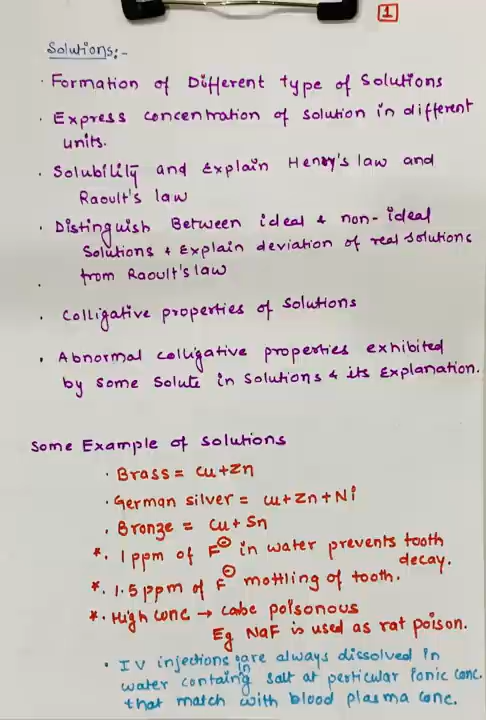 1
Solutions:-
· Formation of Different type of Solutions
· Express concentration of solution in different
units.
· Solubility and Explain Henry's law and
Raoult's law
· Distinguish Between ideal & non-ideal
Solutions & Explain deviation of real solutions
from Raoult's law
· Colligative properties of Solutions
· Abnormal colligative properties exhibited
by some Solute in Solutions & its Explanation.
Some Example of solutions
· Brass = Cu+Zn
· German silver = Cu+Zn+Ni
· Bronze = Cu+Sn
*. 1 ppm of F⊖ in water prevents tooth
decay.
*. 1.5 ppm of F⊖ mottling of tooth.
*. High conc → cabe poisonous
Eg NaF is used as rat poison.
· IV injections are always dissolved in
water containg in salt at perticular ionic conc.
that match with blood plasma conc.